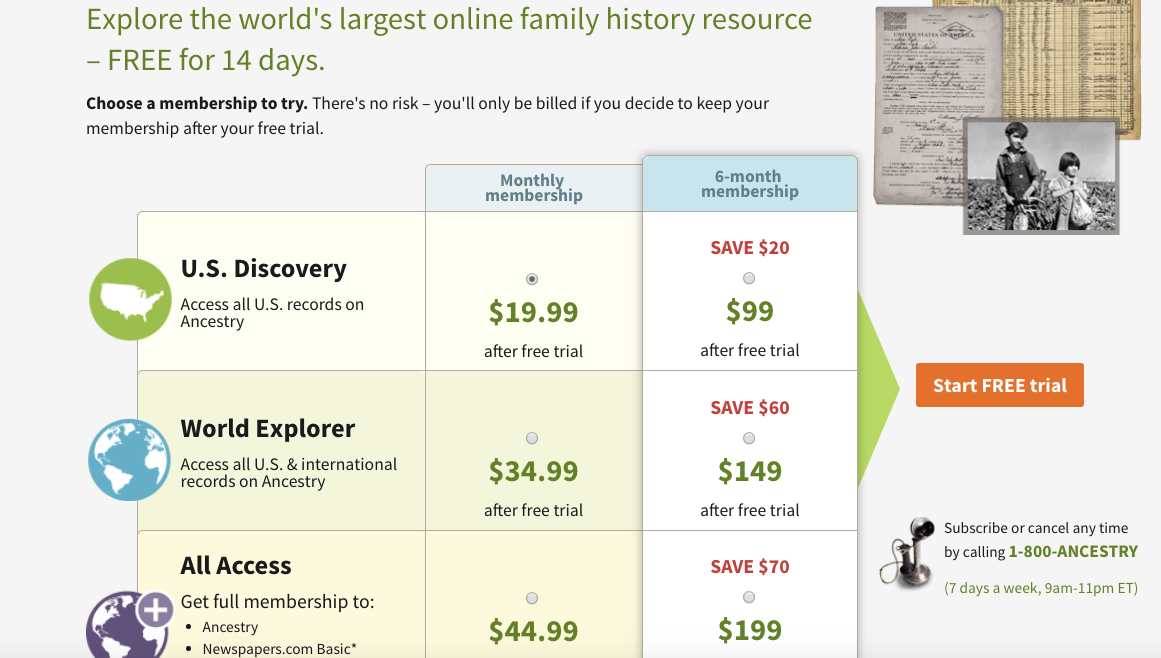 Explore the world's largest online family history resource
– FREE for 14 days.
Choose a membership to try. There's no risk – you'll only be billed if you decide to keep your
membership after your free trial.
UNITED STATES OF AMERICA
Monthly
membership
6-month
membership
U.S. Discovery
Access all U.S. records on
Ancestry
$19.99
after free trial
SAVE $20
$99
after free trial
World Explorer
Access all U.S. & international
records on Ancestry
$34.99
after free trial
SAVE $60
$149
after free trial
All Access
Get full membership to:
• Ancestry
• Newspapers.com Basic*
$44.99
SAVE $70
$199
Start FREE trial
Subscribe or cancel any time
by calling 1-800-ANCESTRY
(7 days a week, 9am-11pm ET)